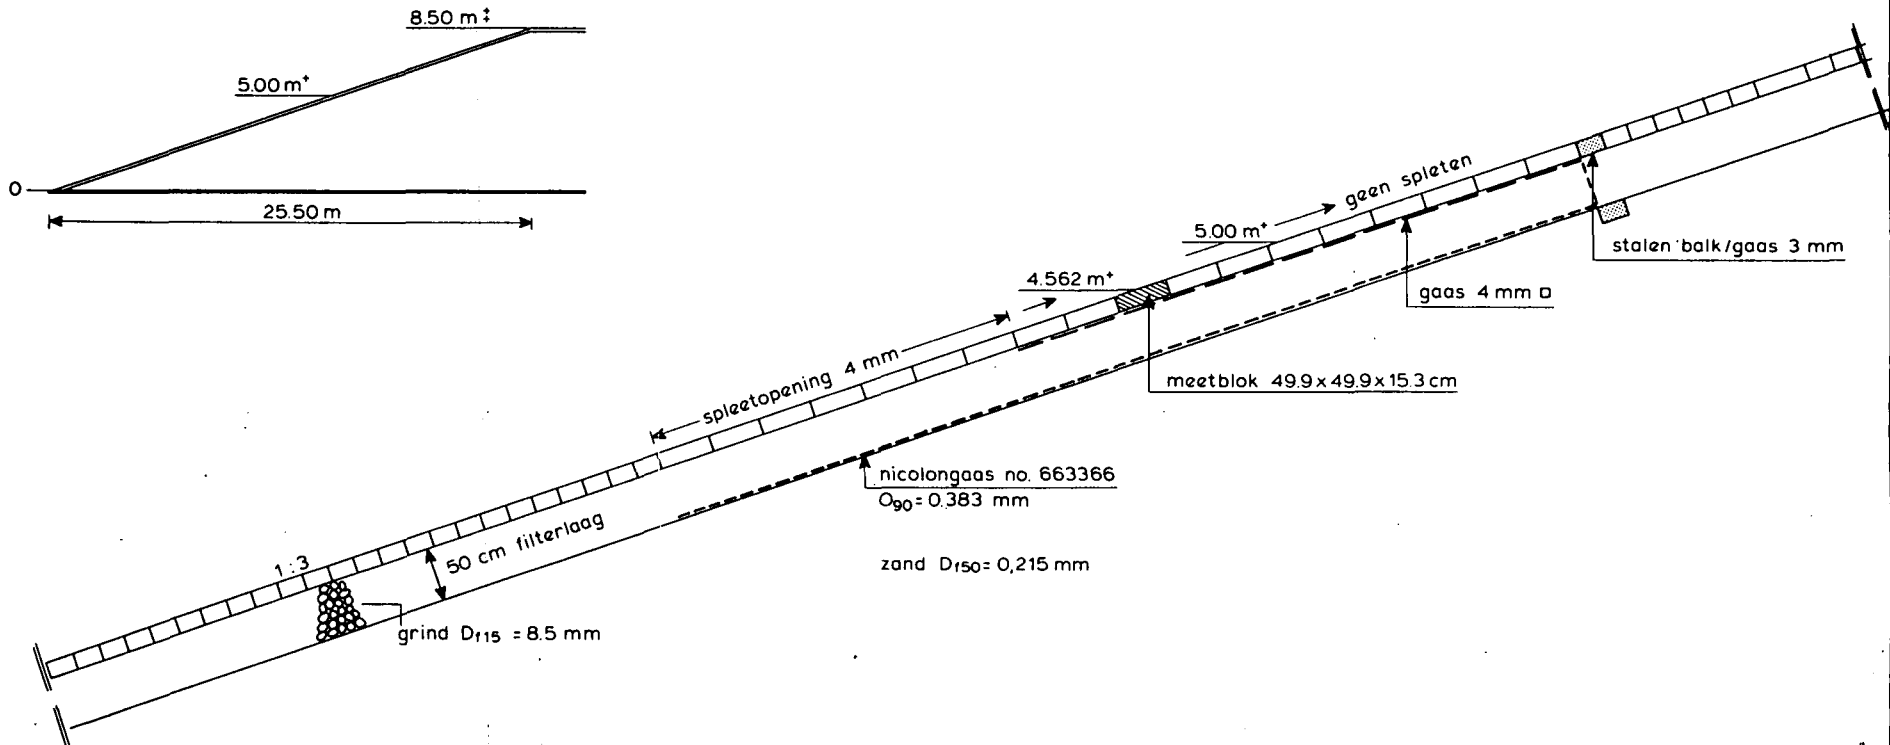 8.50 m ‡
5.00 m⁺
0
25.50 m
geen spleten
5.00 m⁺
stalen balk/gaas 3 mm
4.562 m⁺
gaas 4 mm □
spleetopening 4 mm
meetblok 49.9 x 49.9 x 15.3 cm
nicolongaas no. 663366
O90 = 0.383 mm
50 cm filterlaag
zand Df50 = 0,215 mm
1 : 3
grind Df15 = 8.5 mm